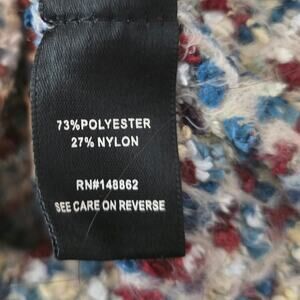 73%POLYESTER
27% NYLON
RN#148862
SEE CARE ON REVERSE